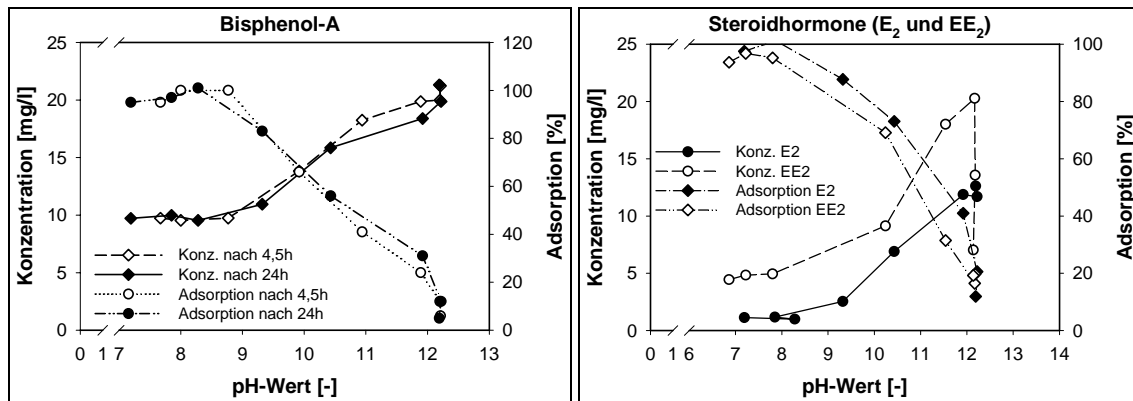 Bisphenol-A
Konzentration [mg/l]
25
20
15
10
5
0
120
100
80
60
40
20
0
Adsorption [%]
Konz. nach 4,5h
Konz. nach 24h
Adsorption nach 4,5h
Adsorption nach 24h
0 1 7 8 9 10 11 12 13
pH-Wert [-]
Steroidhormone (E2 und EE2)
Konzentration [mg/l]
25
20
15
10
5
0
100
80
60
40
20
0
Adsorption [%]
Konz. E2
Konz. EE2
Adsorption E2
Adsorption EE2
0 1 6 7 8 9 10 11 12 13 14
pH-Wert [-]